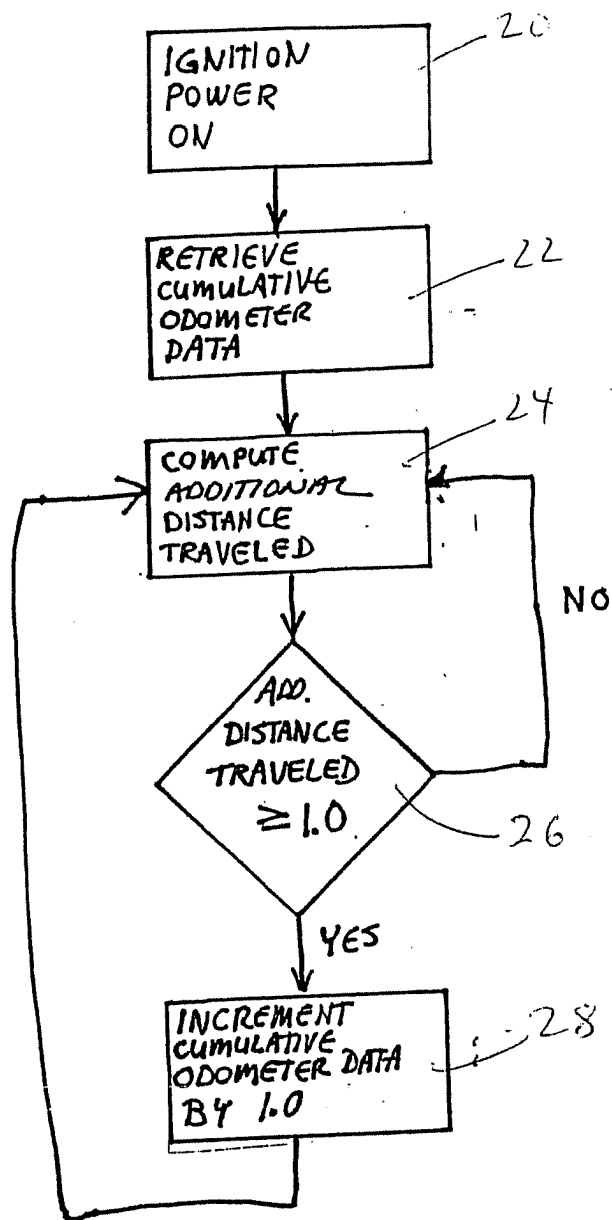 20
IGNITION
POWER
ON
22
RETRIEVE
CUMULATIVE
ODOMETER
DATA
24
COMPUTE
ADDITIONAL
DISTANCE
TRAVELED
NO
ADD.
DISTANCE
TRAVELED
≥1.0
26
YES
28
INCREMENT
CUMULATIVE
ODOMETER DATA
BY 1.0